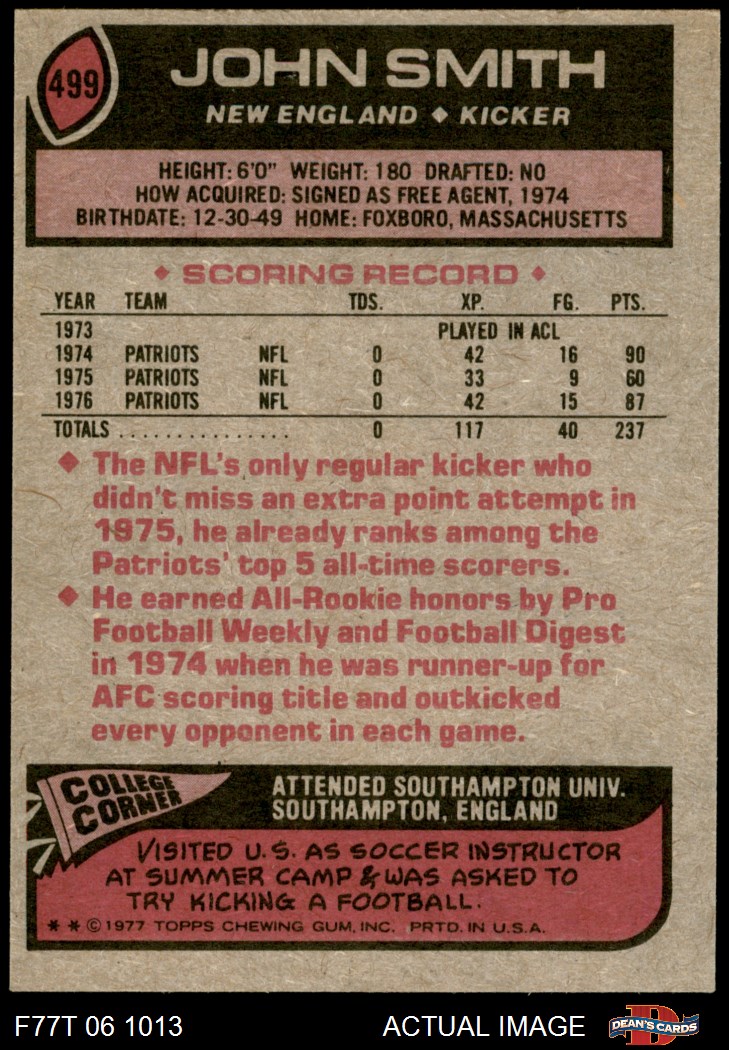 499
JOHN SMITH
NEW ENGLAND ◆ KICKER
HEIGHT: 6'0" WEIGHT: 180 DRAFTED: NO
HOW ACQUIRED: SIGNED AS FREE AGENT, 1974
BIRTHDATE: 12-30-49 HOME: FOXBORO, MASSACHUSETTS
◆ SCORING RECORD ◆
YEAR TEAM TDS. XP. FG. PTS.
1973 PLAYED IN ACL
1974 PATRIOTS NFL 0 42 16 90
1975 PATRIOTS NFL 0 33 9 60
1976 PATRIOTS NFL 0 42 15 87
TOTALS . . . . . . . . . . . . . . . 0 117 40 237
◆ The NFL's only regular kicker who
didn't miss an extra point attempt in
1975, he already ranks among the
Patriots' top 5 all-time scorers.
◆ He earned All-Rookie honors by Pro
Football Weekly and Football Digest
in 1974 when he was runner-up for
AFC scoring title and outkicked
every opponent in each game.
COLLEGE
CORNER
ATTENDED SOUTHAMPTON UNIV.
SOUTHAMPTON, ENGLAND
VISITED U.S. AS SOCCER INSTRUCTOR
AT SUMMER CAMP & WAS ASKED TO
TRY KICKING A FOOTBALL.
* * © 1977 TOPPS CHEWING GUM, INC. PRTD. IN U.S.A.
F77T 06 1013 ACTUAL IMAGE
D
DEAN'S CARDS